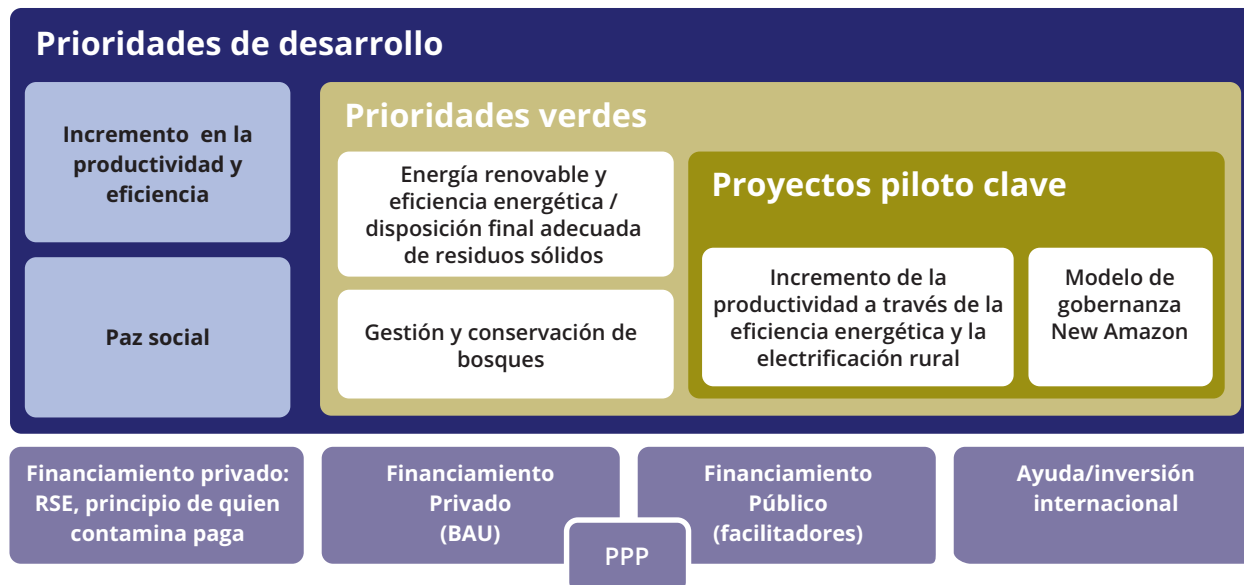 Prioridades de desarrollo
Incremento en la
productividad y
eficiencia
Paz social
Prioridades verdes
Energía renovable y
eficiencia energética /
disposición final adecuada
de residuos sólidos
Gestión y conservación de
bosques
Proyectos piloto clave
Incremento de la
productividad a través de la
eficiencia energética y la
electrificación rural
Modelo de
gobernanza
New Amazon
Financiamiento privado:
RSE, principio de quien
contamina paga
Financiamiento
Privado
(BAU)
PPP
Financiamiento
Público
(facilitadores)
Ayuda/inversión
internacional